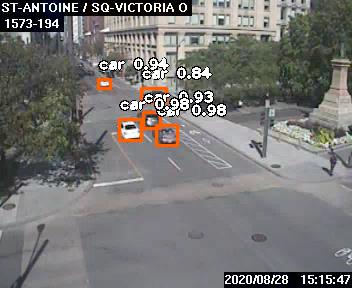 ST-ANTOINE / SQ-VICTORIA O
1573-194
car 0.94
car 0.84
car 0.93
car 0.98
car 0.98
2020/08/28 15:15:47